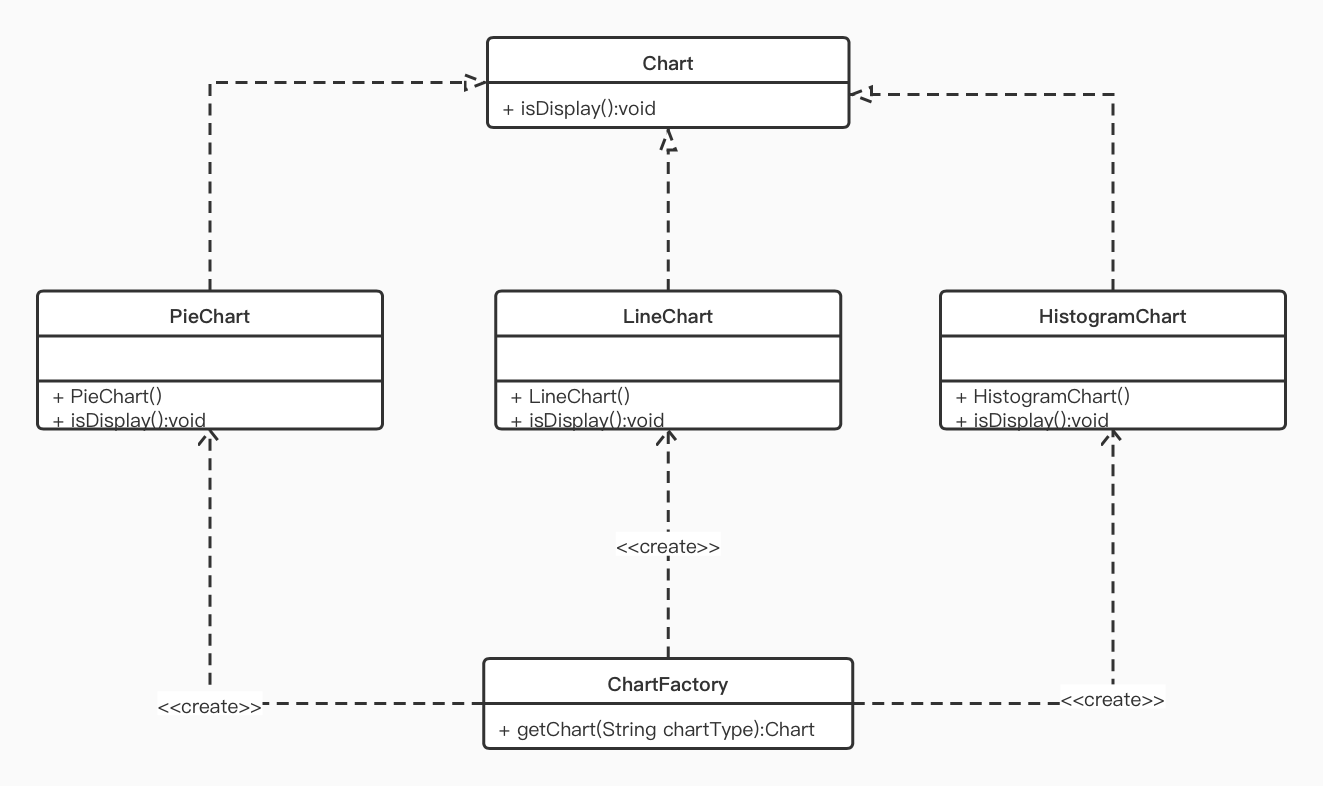 Chart
+ isDisplay():void
PieChart
+ PieChart()
+ isDisplay():void
LineChart
+ LineChart()
+ isDisplay():void
HistogramChart
+ HistogramChart()
+ isDisplay():void
<<create>>
<<create>>
<<create>>
ChartFactory
+ getChart(String chartType):Chart